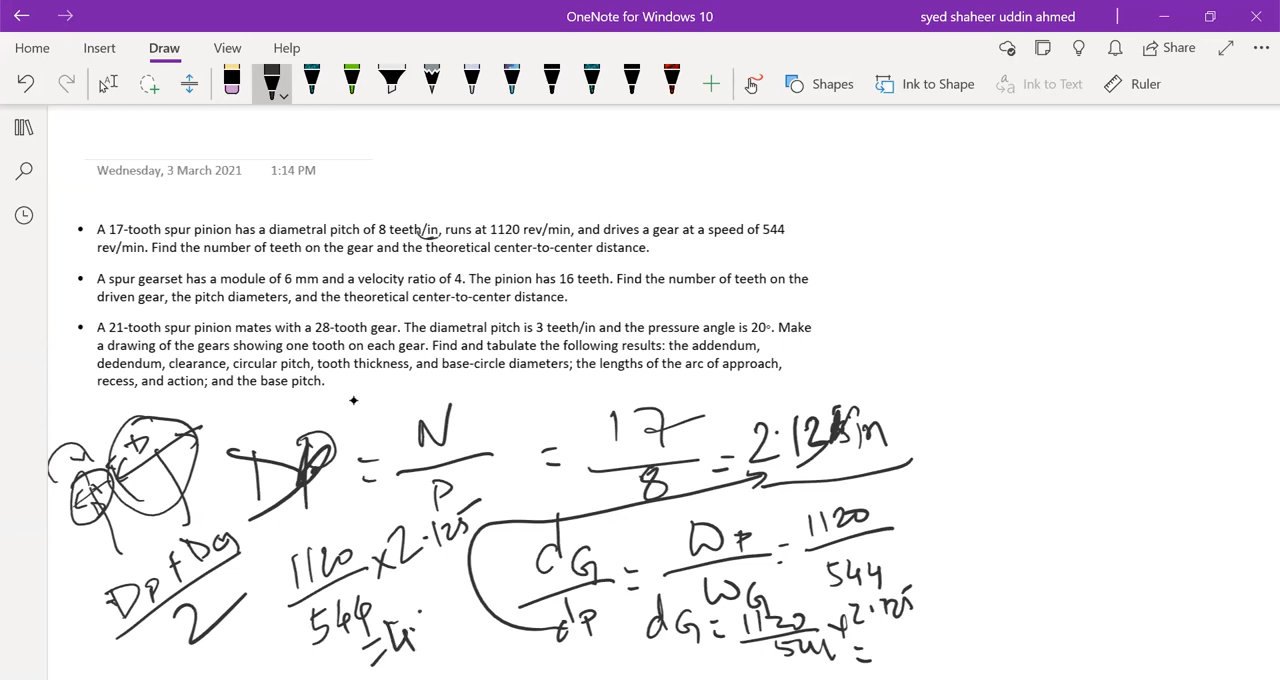 OneNote for Windows 10
syed shaheer uddin ahmed
Home Insert Draw View Help
Share
Shapes
Ink to Shape
Ink to Text
Ruler
Wednesday, 3 March 2021 1:14 PM
• A 17-tooth spur pinion has a diametral pitch of 8 teeth/in, runs at 1120 rev/min, and drives a gear at a speed of 544
rev/min. Find the number of teeth on the gear and the theoretical center-to-center distance.
• A spur gearset has a module of 6 mm and a velocity ratio of 4. The pinion has 16 teeth. Find the number of teeth on the
driven gear, the pitch diameters, and the theoretical center-to-center distance.
• A 21-tooth spur pinion mates with a 28-tooth gear. The diametral pitch is 3 teeth/in and the pressure angle is 20◦. Make
a drawing of the gears showing one tooth on each gear. Find and tabulate the following results: the addendum,
dedendum, clearance, circular pitch, tooth thickness, and base-circle diameters; the lengths of the arc of approach,
recess, and action; and the base pitch.
DP = N/P = 17/8 = 2.125in
DP + DG / 2
1120/544 × 2.125 =
dG/dP = WP/WG = 1120/544
dG = 1120/544 × 2.125 =